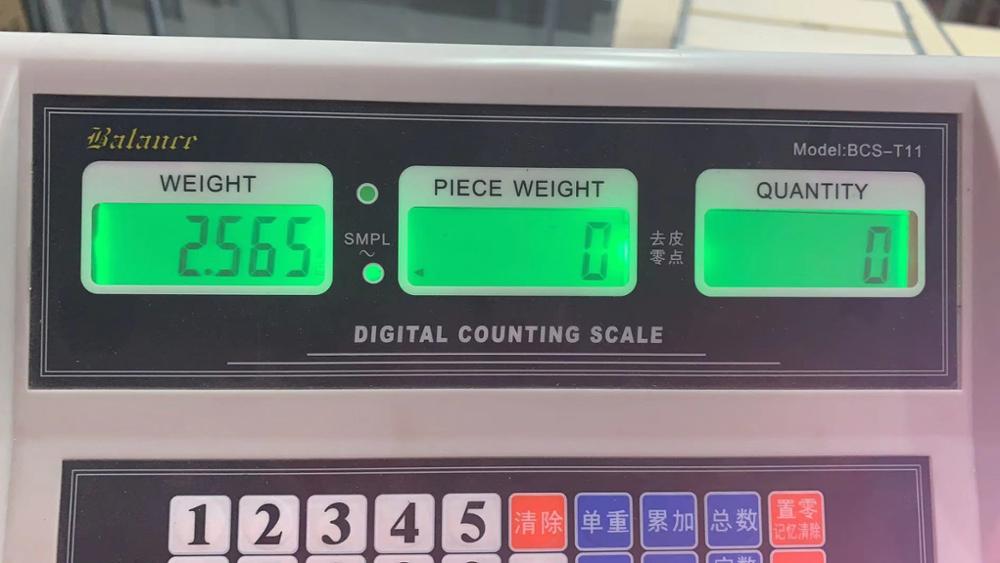 Balance
Model:BCS-T11
WEIGHT
PIECE WEIGHT
QUANTITY
2.565
SMPL
~
0
去皮
零点
0
DIGITAL COUNTING SCALE
1 2 3 4 5 清除 单重 累加 总数 置零
记忆清除